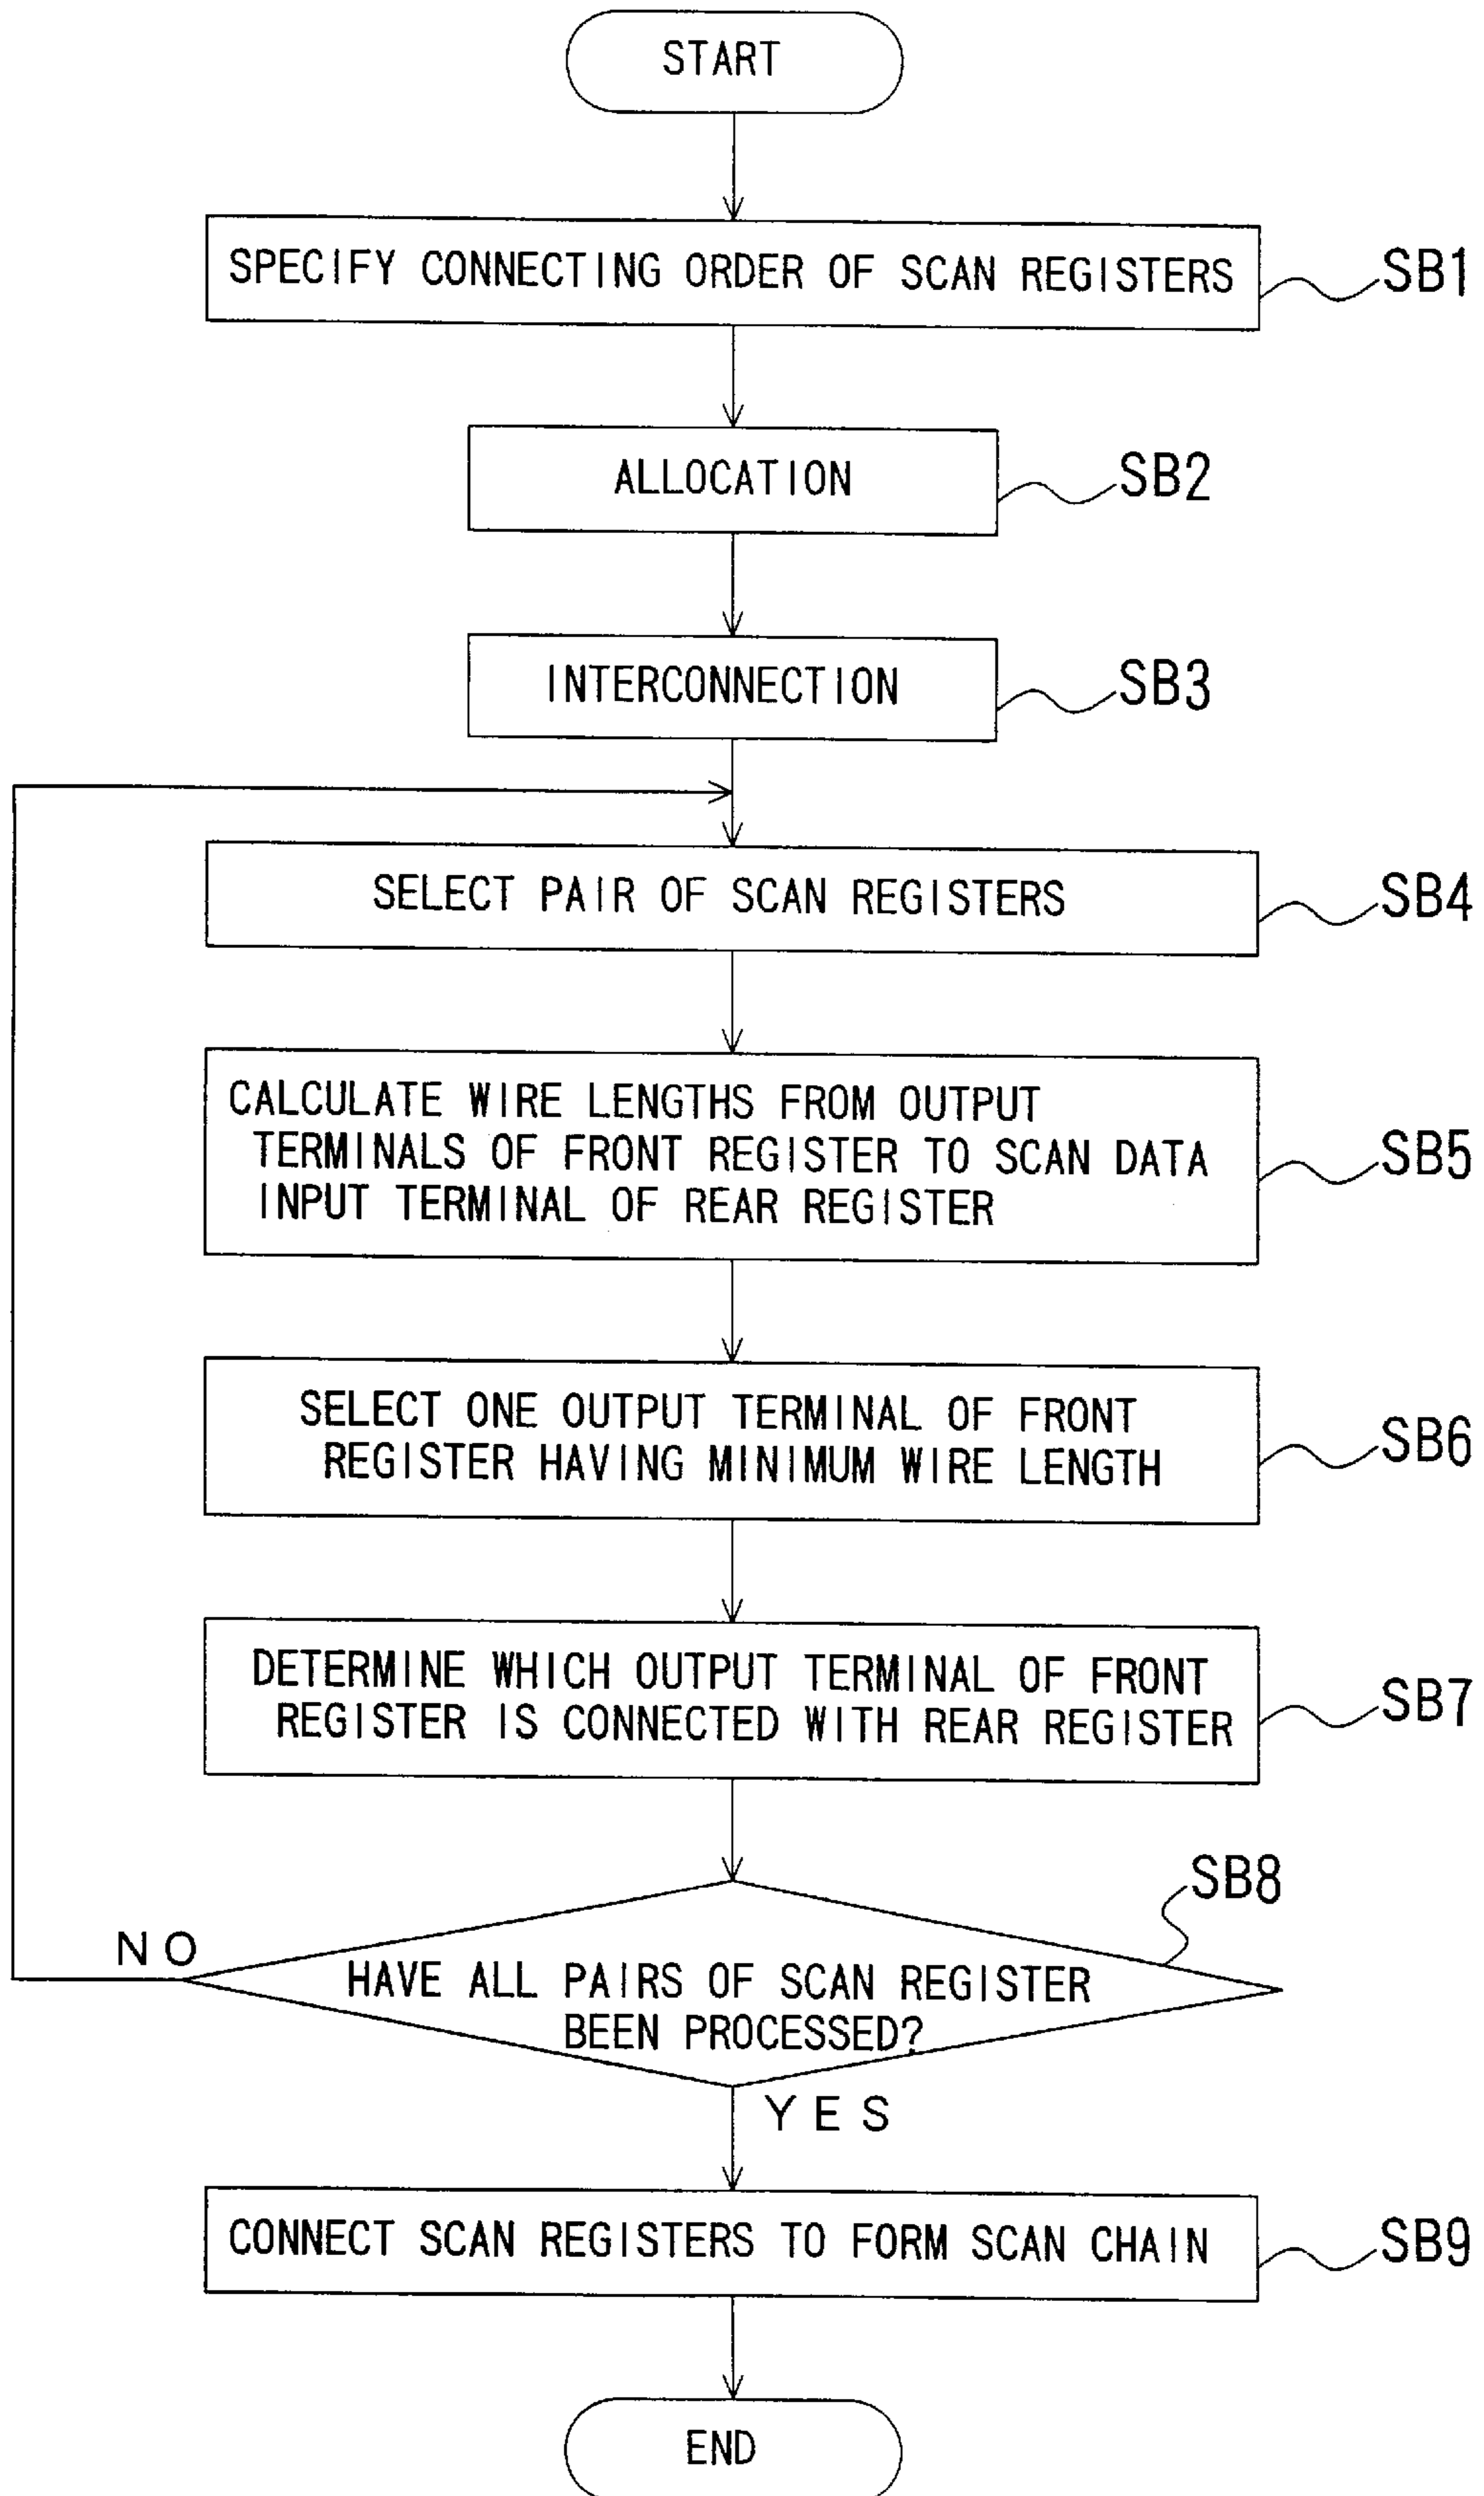 START
SPECIFY CONNECTING ORDER OF SCAN REGISTERS
SB1
ALLOCATION
SB2
INTERCONNECTION
SB3
SELECT PAIR OF SCAN REGISTERS
SB4
CALCULATE WIRE LENGTHS FROM OUTPUT
TERMINALS OF FRONT REGISTER TO SCAN DATA
INPUT TERMINAL OF REAR REGISTER
SB5
SELECT ONE OUTPUT TERMINAL OF FRONT
REGISTER HAVING MINIMUM WIRE LENGTH
SB6
DETERMINE WHICH OUTPUT TERMINAL OF FRONT
REGISTER IS CONNECTED WITH REAR REGISTER
SB7
SB8
NO
HAVE ALL PAIRS OF SCAN REGISTER
BEEN PROCESSED?
YES
CONNECT SCAN REGISTERS TO FORM SCAN CHAIN
SB9
END